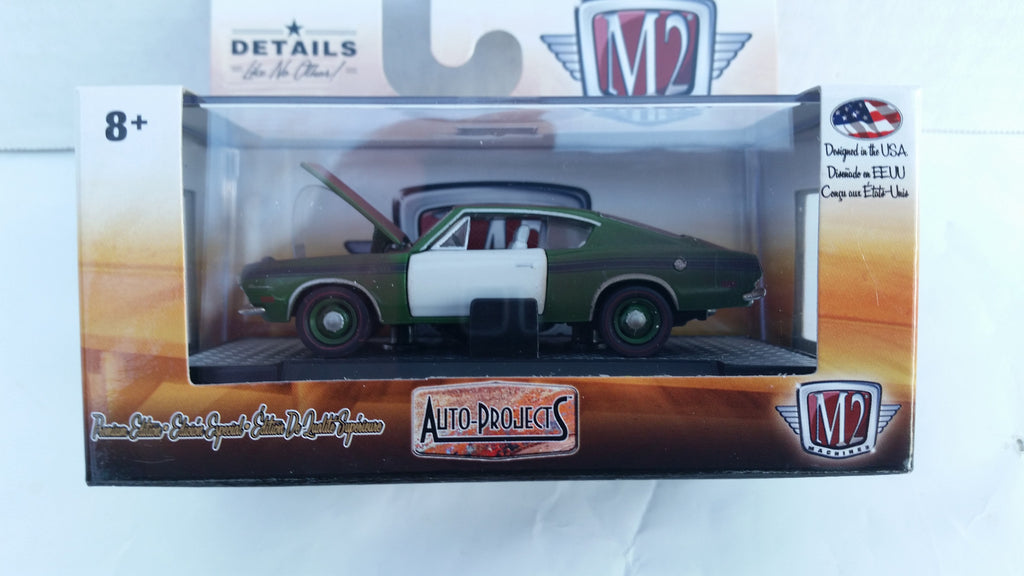 DETAILS
Like No Other!
M2
8+
Designed in the USA.
Diseñado en EEUU
Conçu aux États-Unis
M
Premium Edition • Edición Especial • Édition De Qualité Supérieure
AUTO-PROJECTS
M2
MACHINES